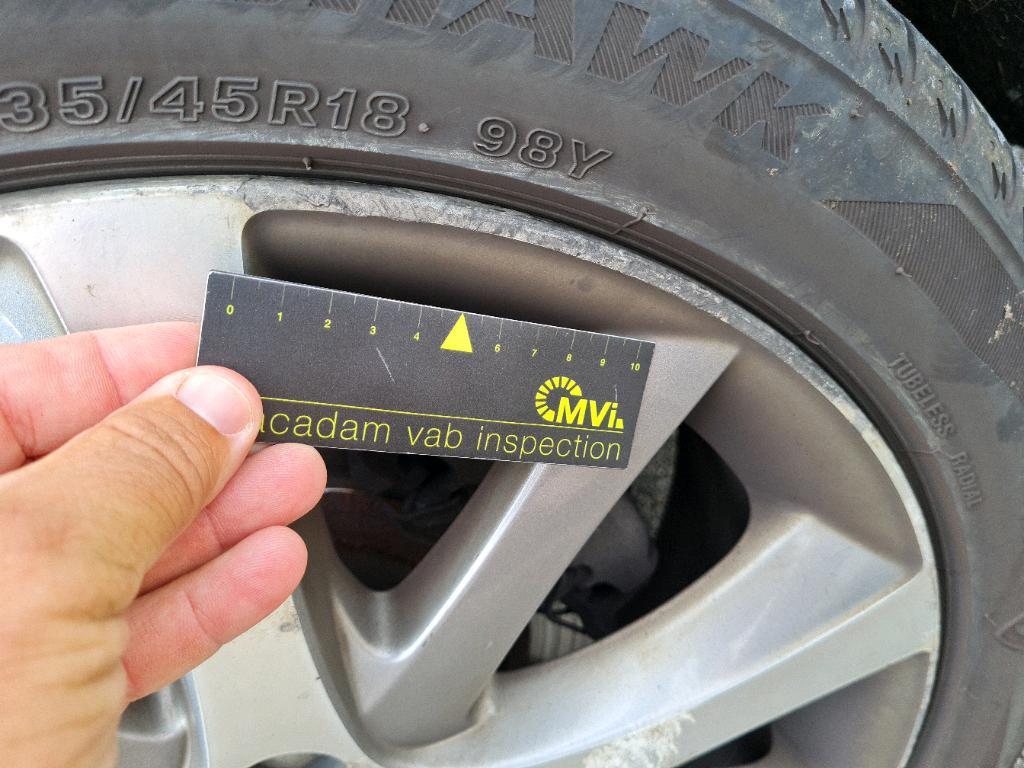 HAWK
35/45R18 98Y
TUBELESS RADIAL
0 1 2 3 4 6 7 8 9 10
MVi
acadam vab inspection